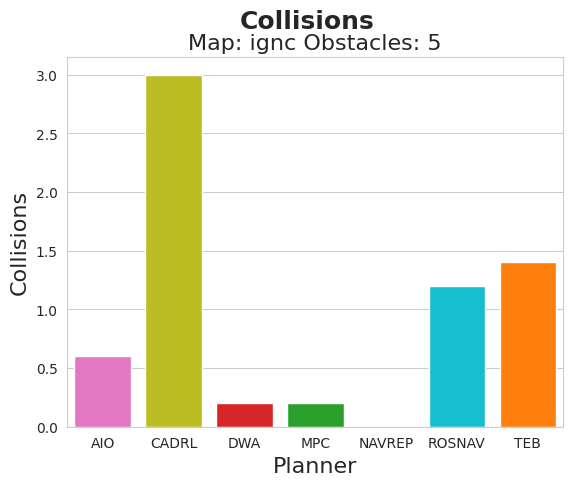 Collisions
Map: ignc Obstacles: 5
3.0
2.5
2.0
1.5
1.0
0.5
0.0
Collisions
AIO CADRL DWA MPC NAVREP ROSNAV TEB
Planner